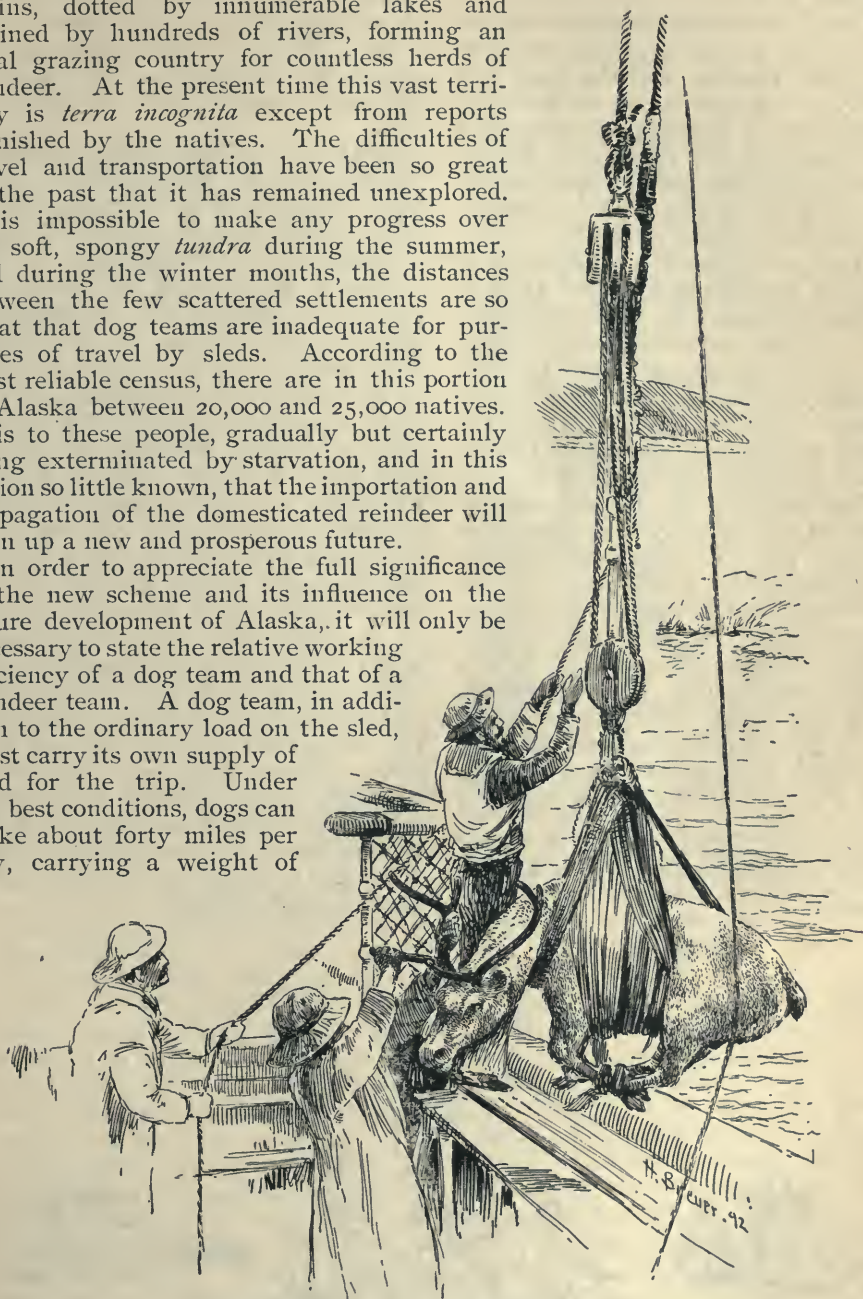 ins, dotted by innumerable lakes and
ined by hundreds of rivers, forming an
al grazing country for countless herds of
ndeer. At the present time this vast terri-
y is terra incognita except from reports
nished by the natives. The difficulties of
vel and transportation have been so great
the past that it has remained unexplored.
is impossible to make any progress over
soft, spongy tundra during the summer,
l during the winter months, the distances
ween the few scattered settlements are so
at that dog teams are inadequate for pur-
es of travel by sleds. According to the
st reliable census, there are in this portion
Alaska between 20,000 and 25,000 natives.
is to these people, gradually but certainly
ng exterminated by starvation, and in this
ion so little known, that the importation and
pagation of the domesticated reindeer will
n up a new and prosperous future.
n order to appreciate the full significance
the new scheme and its influence on the
ure development of Alaska, it will only be
essary to state the relative working
ciency of a dog team and that of a
ndeer team. A dog team, in addi-
n to the ordinary load on the sled,
st carry its own supply of
d for the trip. Under
best conditions, dogs can
ke about forty miles per
y, carrying a weight of
H. Breuer .92